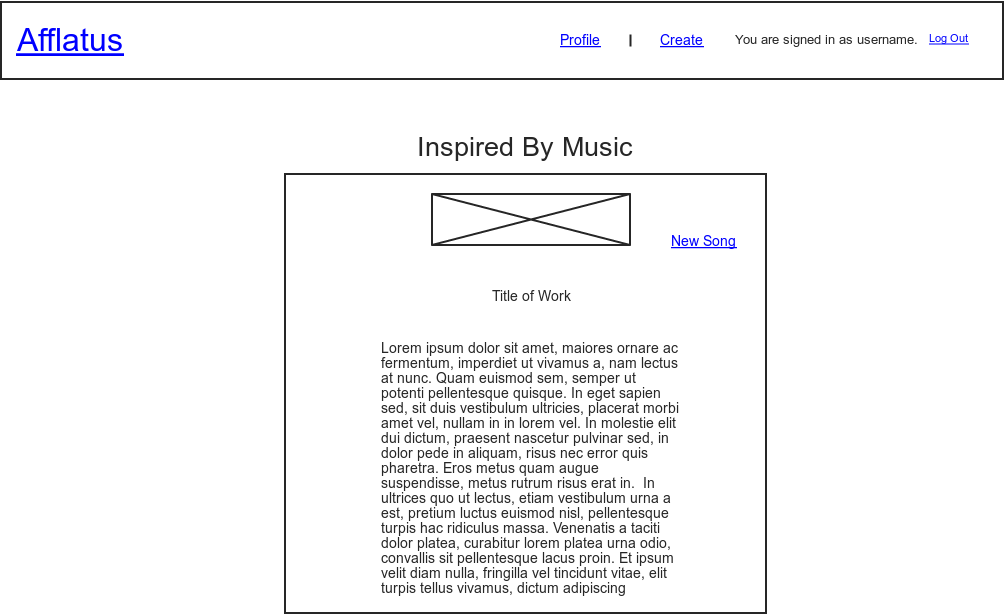 Afflatus
Profile | Create You are signed in as username. Log Out
Inspired By Music
New Song
Title of Work
Lorem ipsum dolor sit amet, maiores ornare ac
fermentum, imperdiet ut vivamus a, nam lectus
at nunc. Quam euismod sem, semper ut
potenti pellentesque quisque. In eget sapien
sed, sit duis vestibulum ultricies, placerat morbi
amet vel, nullam in in lorem vel. In molestie elit
dui dictum, praesent nascetur pulvinar sed, in
dolor pede in aliquam, risus nec error quis
pharetra. Eros metus quam augue
suspendisse, metus rutrum risus erat in.  In
ultrices quo ut lectus, etiam vestibulum urna a
est, pretium luctus euismod nisl, pellentesque
turpis hac ridiculus massa. Venenatis a taciti
dolor platea, curabitur lorem platea urna odio,
convallis sit pellentesque lacus proin. Et ipsum
velit diam nulla, fringilla vel tincidunt vitae, elit
turpis tellus vivamus, dictum adipiscing